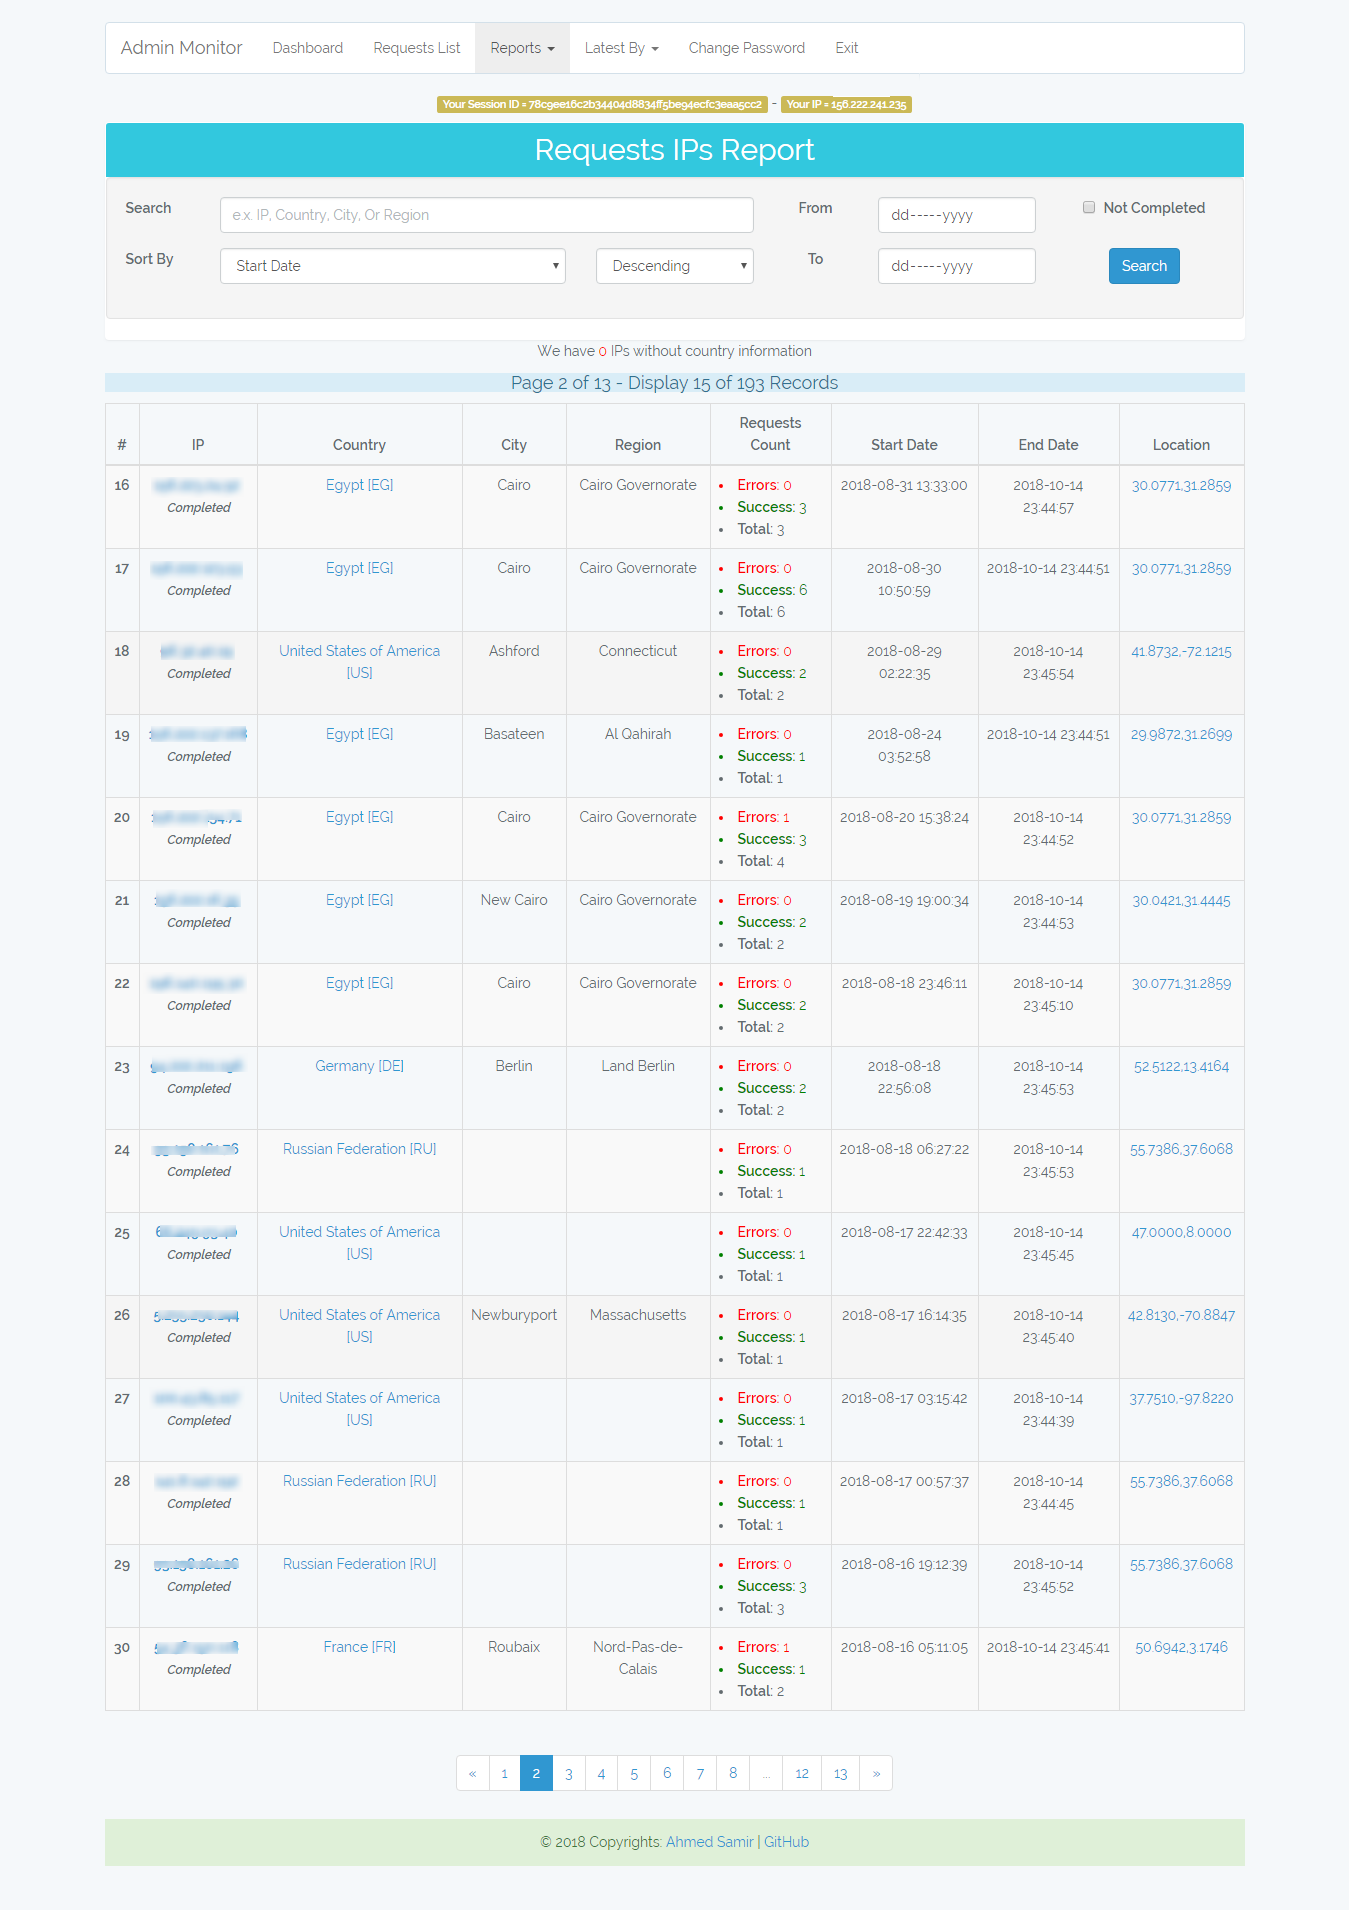 Admin Monitor Dashboard Requests List Reports Latest By Change Password Exit
Your Session ID = 78c9ee16c2b34404d8834ff5be94ecfc3eaa5cc2 - Your IP = 156.222.241.235
Requests IPs Report
Search e.x. IP, Country, City, Or Region From dd-----yyyy Not Completed
Sort By Start Date Descending To dd-----yyyy Search
We have 0 IPs without country information
Page 2 of 13 - Display 15 of 193 Records
Requests
# IP Country City Region Count Start Date End Date Location
16 Egypt [EG] Cairo Cairo Governorate Errors: 0 2018-08-31 13:33:00 2018-10-14 30.0771,31.2859
Completed Success: 3 23:44:57
Total: 3
17 Egypt [EG] Cairo Cairo Governorate Errors: 0 2018-08-30 2018-10-14 23:44:51 30.0771,31.2859
Completed Success: 6 10:50:59
Total: 6
18 United States of America Ashford Connecticut Errors: 0 2018-08-29 2018-10-14 41.8732,-72.1215
Completed [US] Success: 2 02:22:35 23:45:54
Total: 2
19 Egypt [EG] Basateen Al Qahirah Errors: 0 2018-08-24 2018-10-14 23:44:51 29.9872,31.2699
Completed Success: 1 03:52:58
Total: 1
20 Egypt [EG] Cairo Cairo Governorate Errors: 1 2018-08-20 15:38:24 2018-10-14 30.0771,31.2859
Completed Success: 3 23:44:52
Total: 4
21 Egypt [EG] New Cairo Cairo Governorate Errors: 0 2018-08-19 19:00:34 2018-10-14 30.0421,31.4445
Completed Success: 2 23:44:53
Total: 2
22 Egypt [EG] Cairo Cairo Governorate Errors: 0 2018-08-18 23:46:11 2018-10-14 30.0771,31.2859
Completed Success: 2 23:45:10
Total: 2
23 Germany [DE] Berlin Land Berlin Errors: 0 2018-08-18 2018-10-14 52.5122,13.4164
Completed Success: 2 22:56:08 23:45:53
Total: 2
24 Russian Federation [RU] Errors: 0 2018-08-18 06:27:22 2018-10-14 55.7386,37.6068
Completed Success: 1 23:45:53
Total: 1
25 United States of America Errors: 0 2018-08-17 22:42:33 2018-10-14 47.0000,8.0000
Completed [US] Success: 1 23:45:45
Total: 1
26 United States of America Newburyport Massachusetts Errors: 0 2018-08-17 16:14:35 2018-10-14 42.8130,-70.8847
Completed [US] Success: 1 23:45:40
Total: 1
27 United States of America Errors: 0 2018-08-17 03:15:42 2018-10-14 37.7510,-97.8220
Completed [US] Success: 1 23:44:39
Total: 1
28 Russian Federation [RU] Errors: 0 2018-08-17 00:57:37 2018-10-14 55.7386,37.6068
Completed Success: 1 23:44:45
Total: 1
29 Russian Federation [RU] Errors: 0 2018-08-16 19:12:39 2018-10-14 55.7386,37.6068
Completed Success: 3 23:45:52
Total: 3
30 France [FR] Roubaix Nord-Pas-de- Errors: 1 2018-08-16 05:11:05 2018-10-14 23:45:41 50.6942,3.1746
Completed Calais Success: 1
Total: 2
« 1 2 3 4 5 6 7 8 ... 12 13 »
© 2018 Copyrights: Ahmed Samir | GitHub